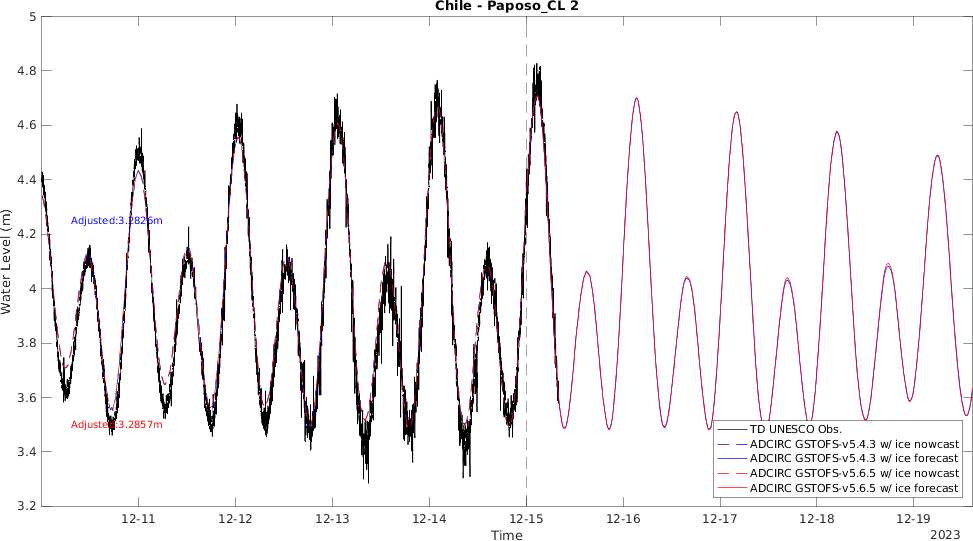 Chile - Paposo_CL 2
5
4.8
4.6
4.4
4.2
4
3.8
3.6
3.4
3.2
Water Level (m)
Adjusted:3.2826m
Adjusted:3.2857m
TD UNESCO Obs.
ADCIRC GSTOFS-v5.4.3 w/ ice nowcast
ADCIRC GSTOFS-v5.4.3 w/ ice forecast
ADCIRC GSTOFS-v5.6.5 w/ ice nowcast
ADCIRC GSTOFS-v5.6.5 w/ ice forecast
12-11 12-12 12-13 12-14 12-15 12-16 12-17 12-18 12-19
Time
2023